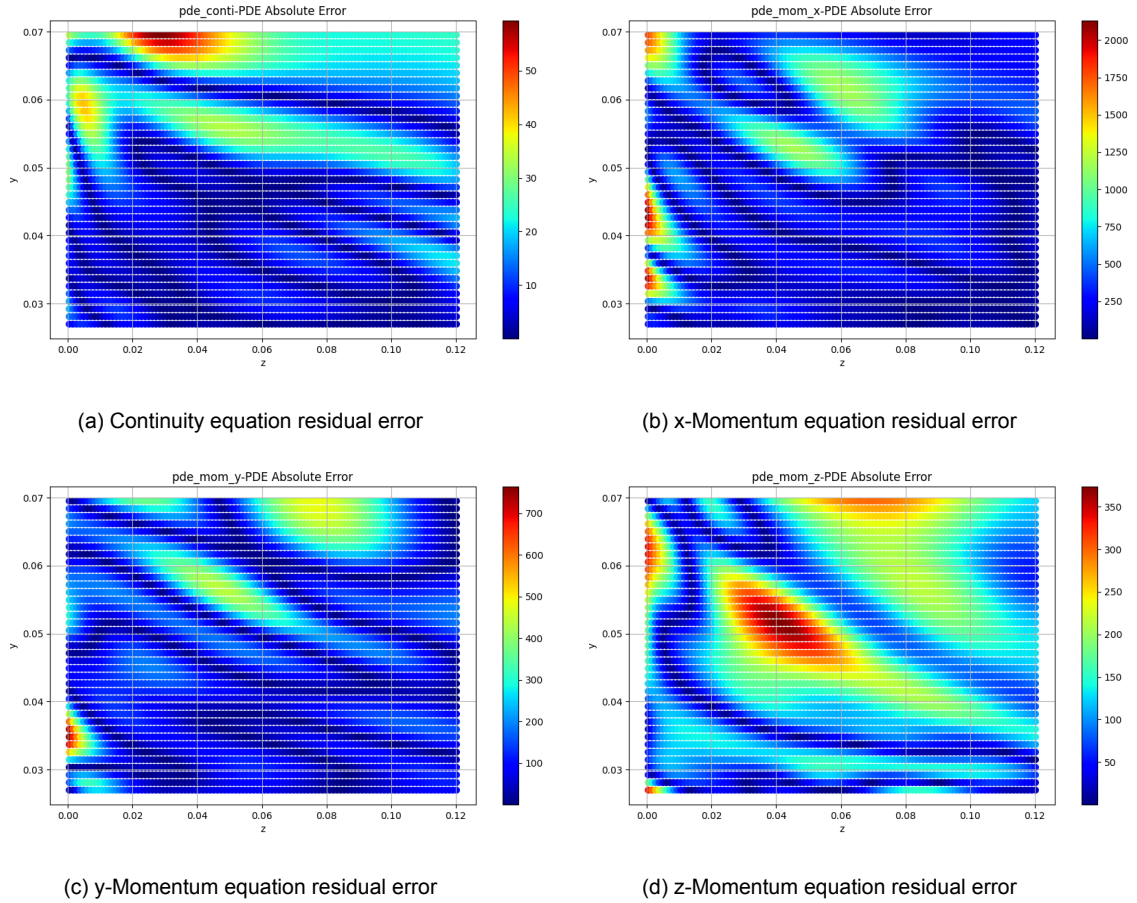 pde_conti-PDE Absolute Error
0.07
0.06
0.05
0.04
0.03
y
0.00 0.02 0.04 0.06 0.08 0.10 0.12
z
50
40
30
20
10
(a) Continuity equation residual error
pde_mom_x-PDE Absolute Error
0.07
0.06
0.05
0.04
0.03
y
0.00 0.02 0.04 0.06 0.08 0.10 0.12
z
2000
1750
1500
1250
1000
750
500
250
(b) x-Momentum equation residual error
pde_mom_y-PDE Absolute Error
0.07
0.06
0.05
0.04
0.03
y
0.00 0.02 0.04 0.06 0.08 0.10 0.12
z
700
600
500
400
300
200
100
(c) y-Momentum equation residual error
pde_mom_z-PDE Absolute Error
0.07
0.06
0.05
0.04
0.03
y
0.00 0.02 0.04 0.06 0.08 0.10 0.12
z
350
300
250
200
150
100
50
(d) z-Momentum equation residual error